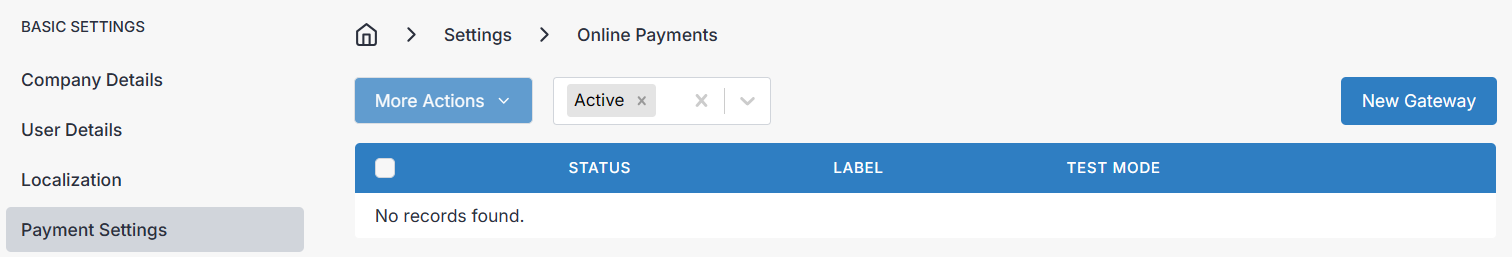 BASIC SETTINGS
Company Details
User Details
Localization
Payment Settings
Settings Online Payments
More Actions Active New Gateway
STATUS LABEL TEST MODE
No records found.